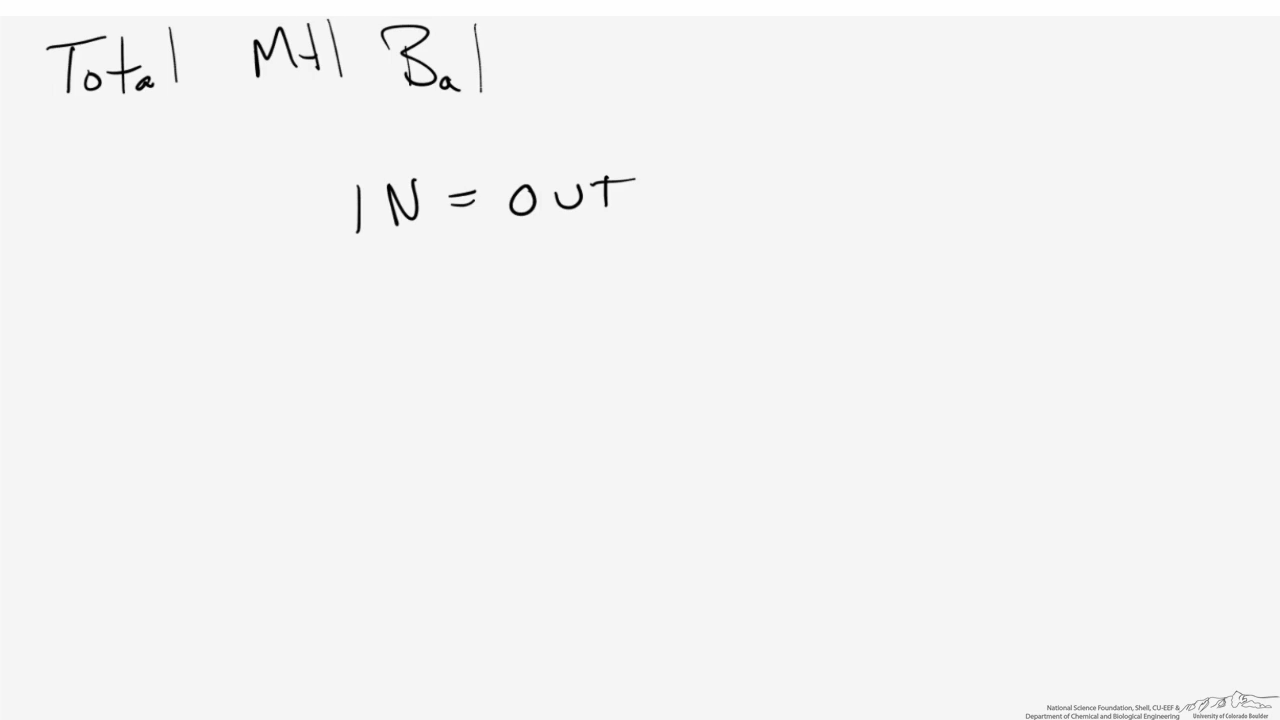 Total Mtl Bal
IN = OUT
National Science Foundation, Shell, CU-EEF &
Department of Chemical and Biological Engineering
University of Colorado Boulder